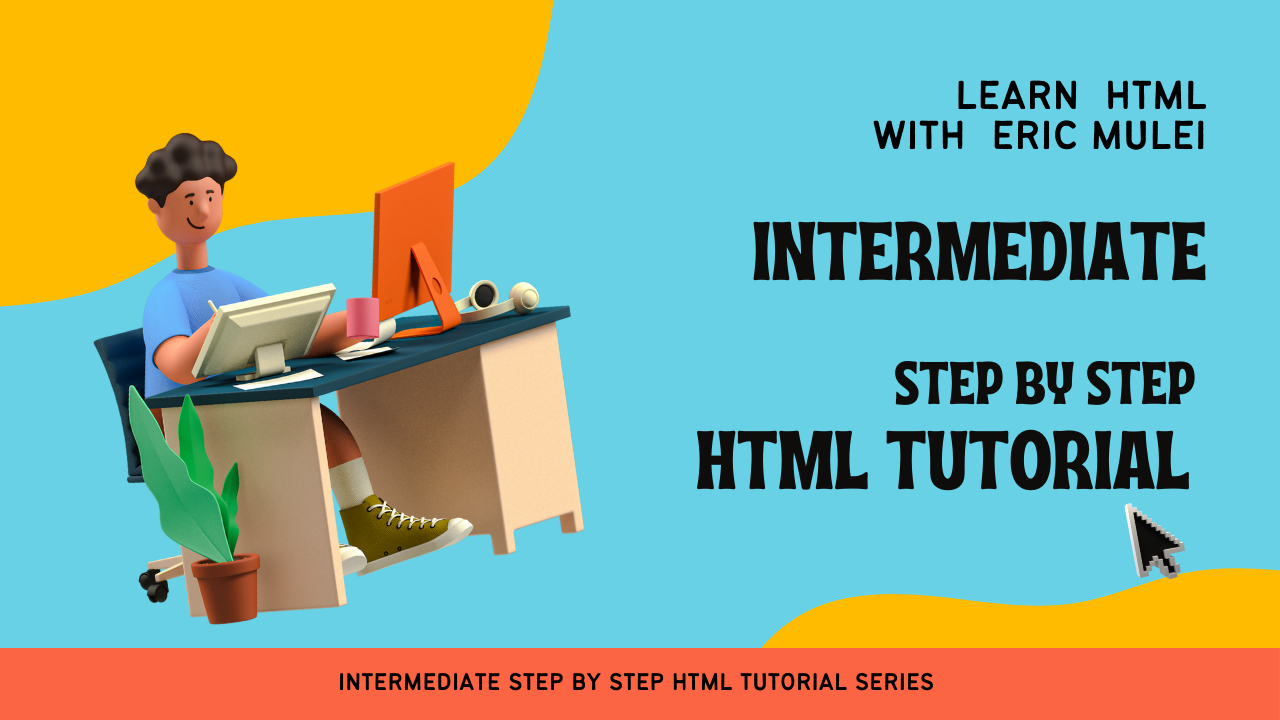 LEARN HTML
WITH ERIC MULEI
INTERMEDIATE
STEP BY STEP
HTML TUTORIAL
INTERMEDIATE STEP BY STEP HTML TUTORIAL SERIES